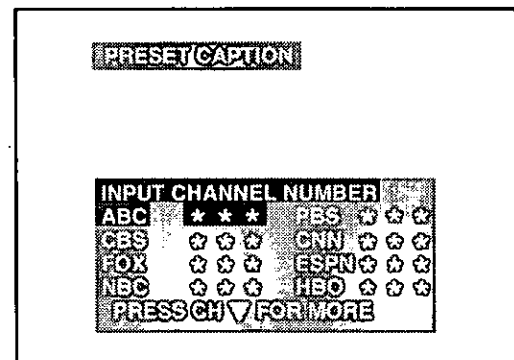 PRESET CAPTION
INPUT CHANNEL NUMBER
ABC * * * PBS * * *
CBS * * * CNN * * *
FOX * * * ESPN * * *
NBC * * * HBO * * *
PRESS CH ▽ FOR MORE